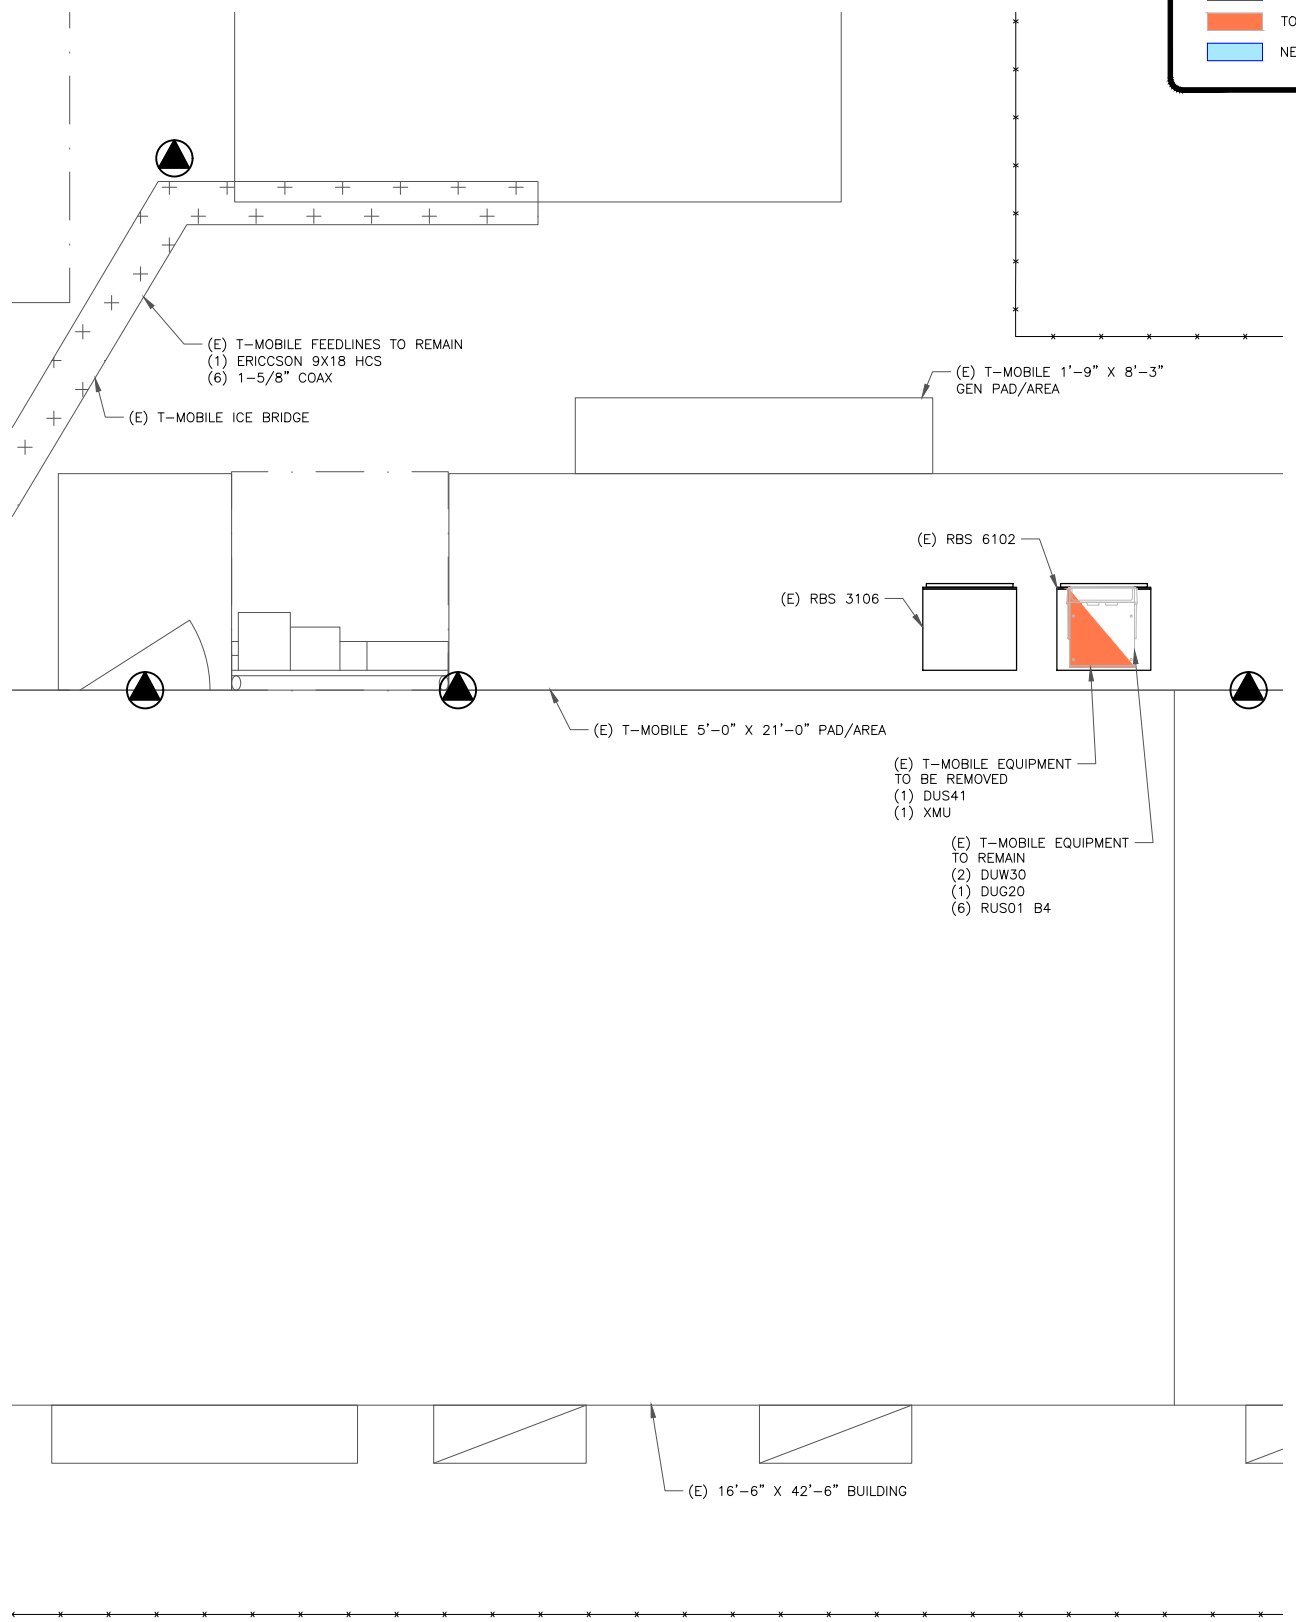 TO
NE
(E) T-MOBILE FEEDLINES TO REMAIN
(1) ERICCSON 9X18 HCS
(6) 1-5/8" COAX
(E) T-MOBILE 1'-9" X 8'-3"
GEN PAD/AREA
(E) T-MOBILE ICE BRIDGE
(E) RBS 6102
(E) RBS 3106
(E) T-MOBILE 5'-0" X 21'-0" PAD/AREA
(E) T-MOBILE EQUIPMENT
TO BE REMOVED
(1) DUS41
(1) XMU
(E) T-MOBILE EQUIPMENT
TO REMAIN
(2) DUW30
(1) DUG20
(6) RUS01 B4
(E) 16'-6" X 42'-6" BUILDING